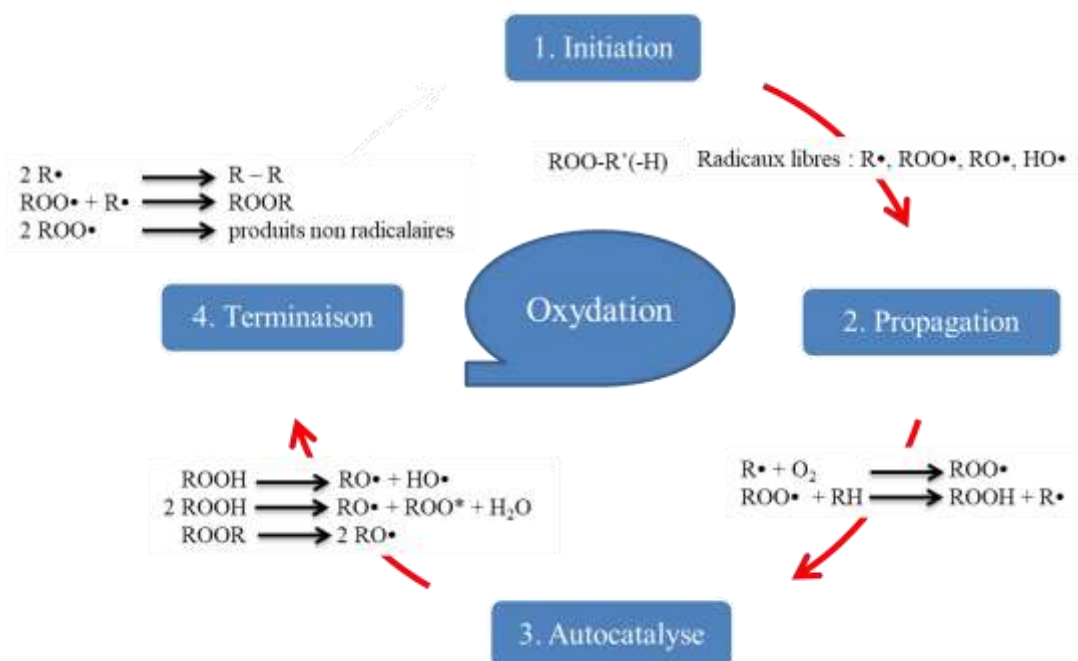 1. Initiation
ROO-R'(-H) Radicaux libres : R•, ROO•, RO•, HO•
2 R• → R – R
ROO• + R• → ROOR
2 ROO• → produits non radicalaires
4. Terminaison
Oxydation
2. Propagation
R• + O₂ → ROO•
ROO• + RH → ROOH + R•
ROOH → RO• + HO•
2 ROOH → RO• + ROO* + H₂O
ROOR → 2 RO•
3. Autocatalyse